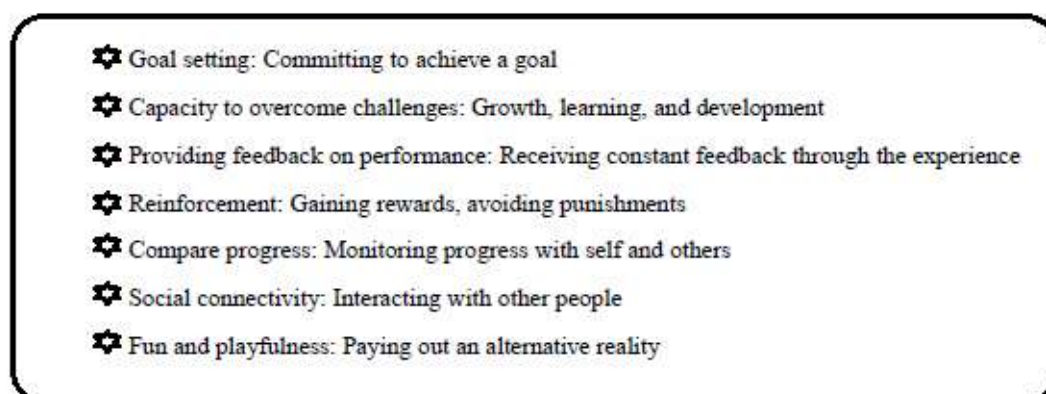 Goal setting: Committing to achieve a goal
Capacity to overcome challenges: Growth, learning, and development
Providing feedback on performance: Receiving constant feedback through the experience
Reinforcement: Gaining rewards, avoiding punishments
Compare progress: Monitoring progress with self and others
Social connectivity: Interacting with other people
Fun and playfulness: Paying out an alternative reality